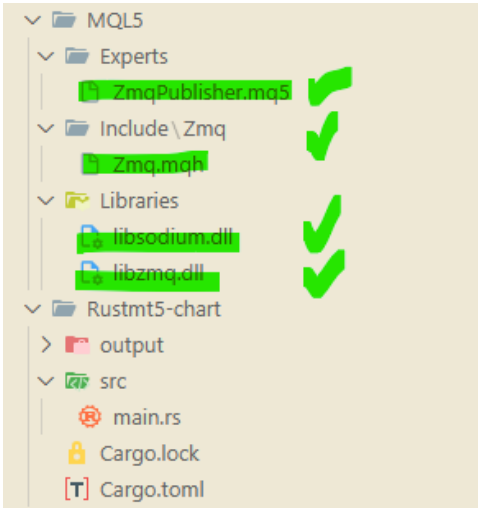 MQL5
Experts
ZmqPublisher.mq5
Include\Zmq
Zmq.mqh
Libraries
libsodium.dll
libzmq.dll
Rustmt5-chart
output
src
main.rs
Cargo.lock
Cargo.toml